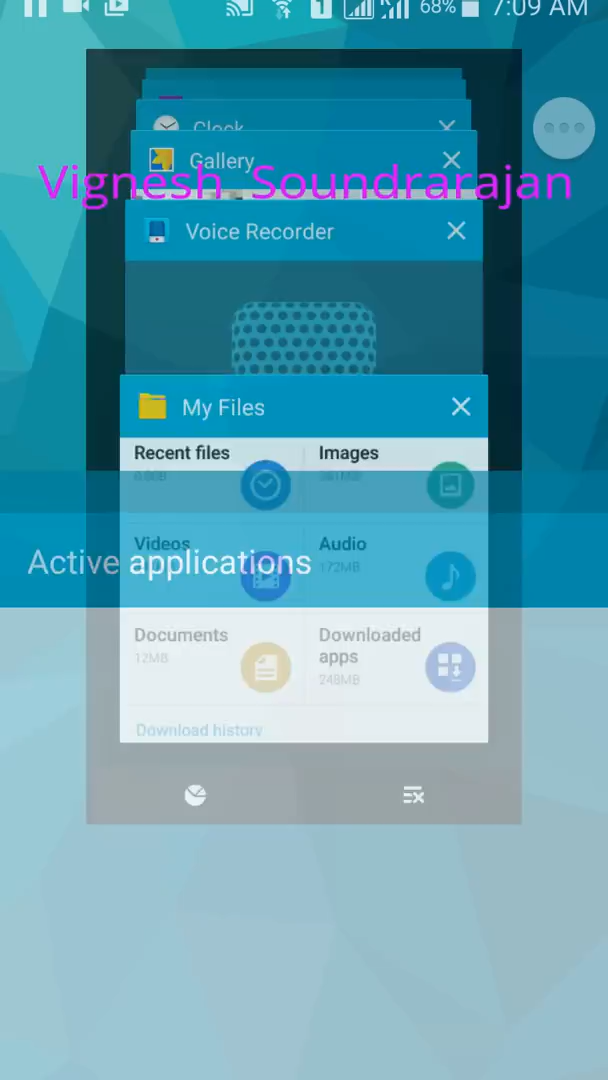 1 68% 7:09 AM
Clock
Gallery
Vignesh Soundrarajan
Voice Recorder
My Files
Recent files Images
Videos Audio
172MB
Active applications
Documents Downloaded
apps
12MB
248MB
Download history